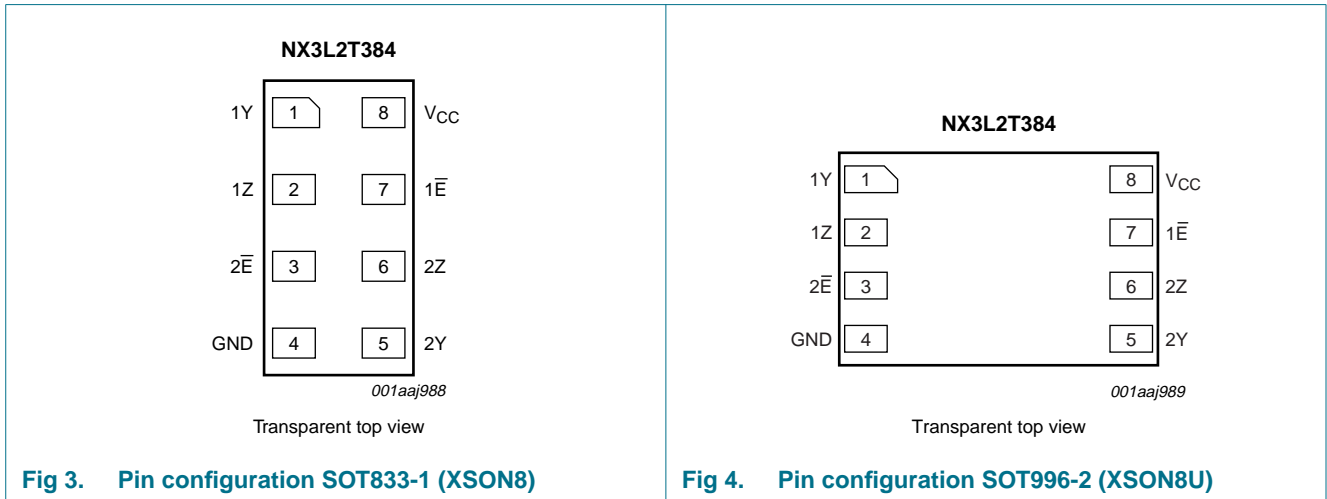 NX3L2T384
1Y 1 8 VCC
1Z 2 7 1E̅
2E̅ 3 6 2Z
GND 4 5 2Y
001aaj988
Transparent top view
Fig 3. Pin configuration SOT833-1 (XSON8)
NX3L2T384
1Y 1 8 VCC
1Z 2 7 1E̅
2E̅ 3 6 2Z
GND 4 5 2Y
001aaj989
Transparent top view
Fig 4. Pin configuration SOT996-2 (XSON8U)